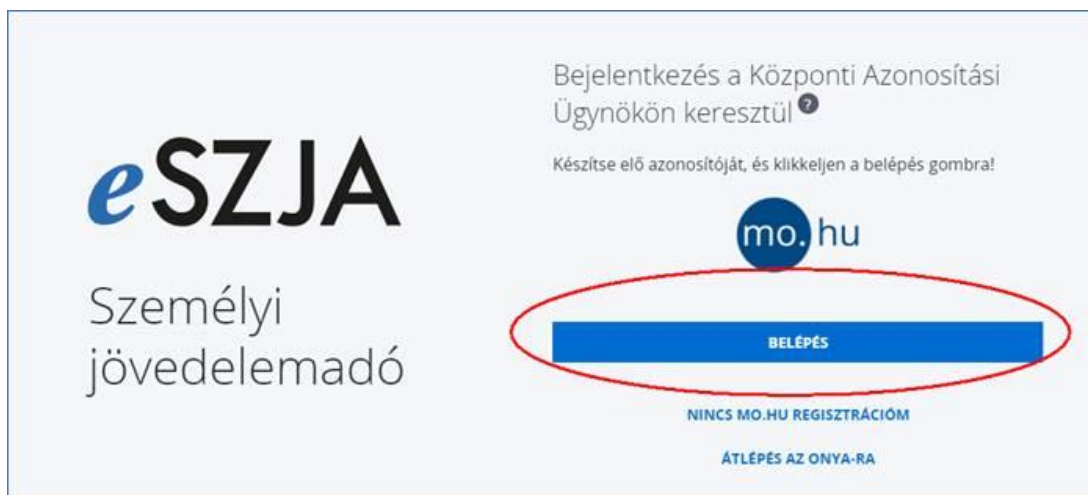 eSZJA
Személyi
jövedelemadó
Bejelentkezés a Központi Azonosítási
Ügynökön keresztül ?
Készítse elő azonosítóját, és klikkeljen a belépés gombra!
mo.hu
BELÉPÉS
NINCS MO.HU REGISZTRÁCIÓM
ÁTLÉPÉS AZ ONYA-RA